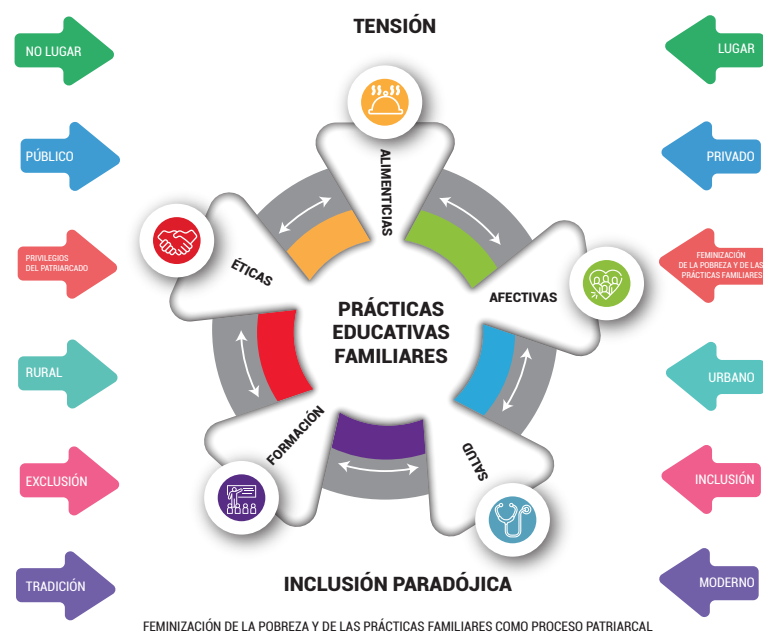 TENSIÓN
NO LUGAR
LUGAR
PÚBLICO
PRIVADO
PRIVILEGIOS
DEL PATRIARCADO
FEMINIZACIÓN
DE LA POBREZA Y DE LAS
PRÁCTICAS FAMILIARES
RURAL
URBANO
EXCLUSIÓN
INCLUSIÓN
TRADICIÓN
MODERNO
ALIMENTICIAS
ÉTICAS
AFECTIVAS
PRÁCTICAS
EDUCATIVAS
FAMILIARES
FORMACIÓN
SALUD
INCLUSIÓN PARADÓJICA
FEMINIZACIÓN DE LA POBREZA Y DE LAS PRÁCTICAS FAMILIARES COMO PROCESO PATRIARCAL